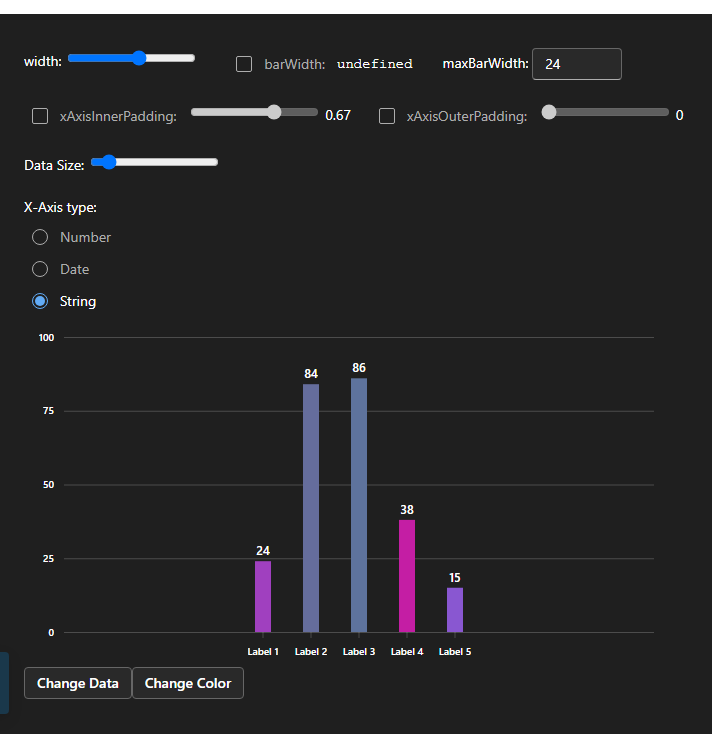 width: barWidth: undefined maxBarWidth: 24
xAxisInnerPadding: 0.67 xAxisOuterPadding: 0
Data Size:
X-Axis type:
Number
Date
String
100
86
84
75
50
38
25
24
15
0
Label 1 Label 2 Label 3 Label 4 Label 5
Change Data Change Color